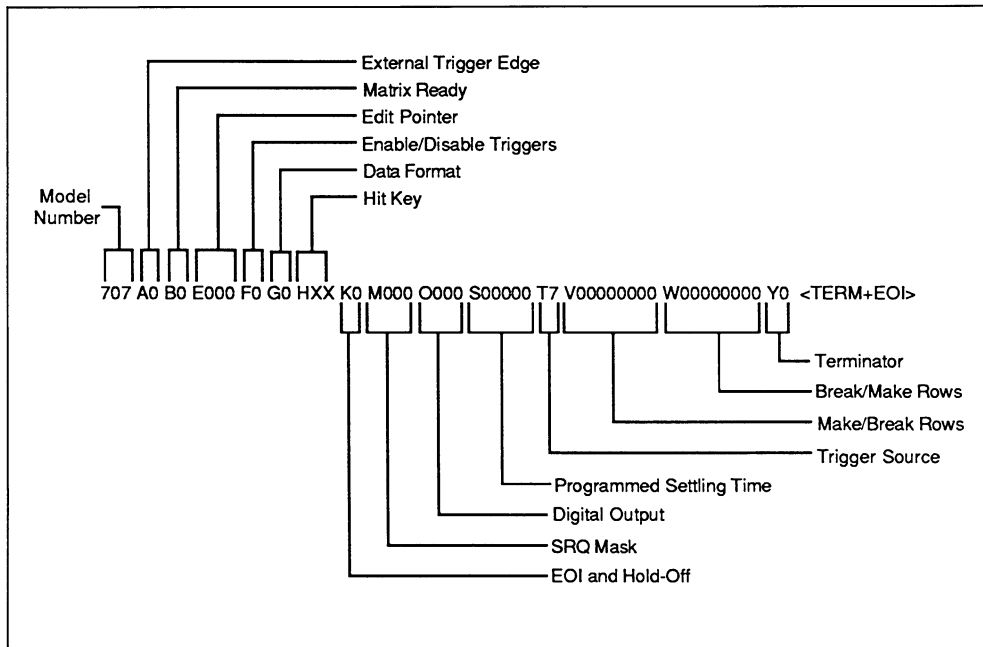 External Trigger Edge
Matrix Ready
Edit Pointer
Enable/Disable Triggers
Data Format
Hit Key
Model
Number
707 A0 B0 E000 F0 G0 HXX K0 M000 O000 S00000 T7 V00000000 W00000000 Y0 <TERM+EOI>
Terminator
Break/Make Rows
Make/Break Rows
Trigger Source
Programmed Settling Time
Digital Output
SRQ Mask
EOI and Hold-Off